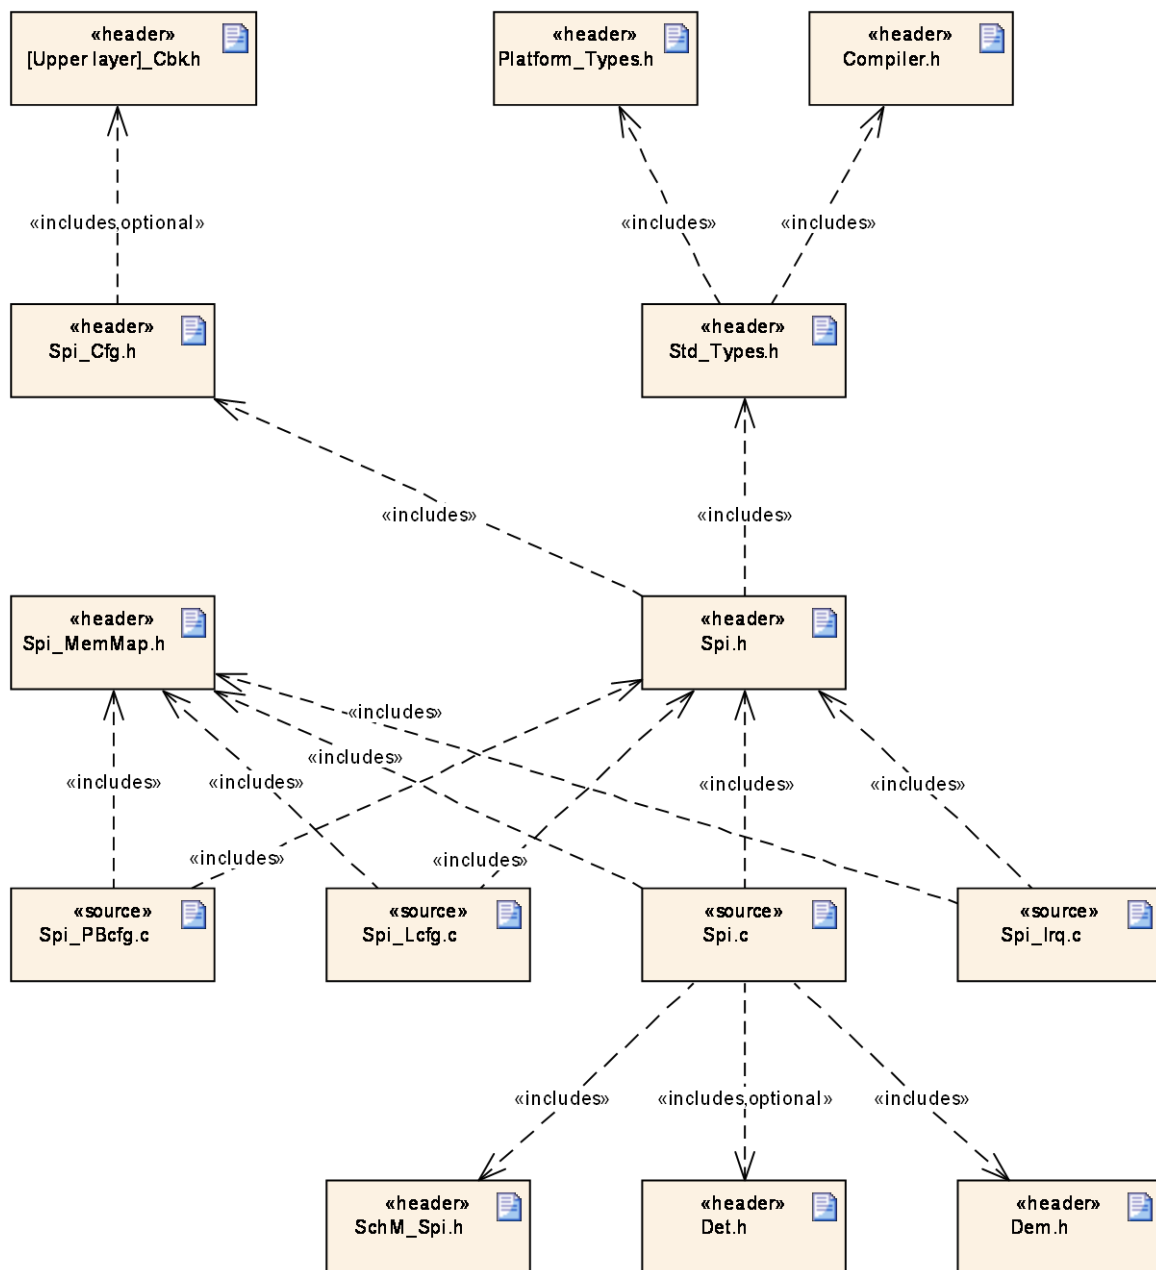 «header»
[Upper layer]_Cbk.h
«header»
Platform_Types.h
«header»
Compiler.h
«includes,optional»
«includes»
«includes»
«header»
Spi_Cfg.h
«header»
Std_Types.h
«includes»
«includes»
«header»
Spi_MemMap.h
«header»
Spi.h
«includes»
«includes»
«includes»
«includes»
«includes»
«includes»
«includes»
«includes»
«source»
Spi_PBcfg.c
«source»
Spi_Lcfg.c
«source»
Spi.c
«source»
Spi_Irq.c
«includes»
«includes,optional»
«includes»
«header»
SchM_Spi.h
«header»
Det.h
«header»
Dem.h